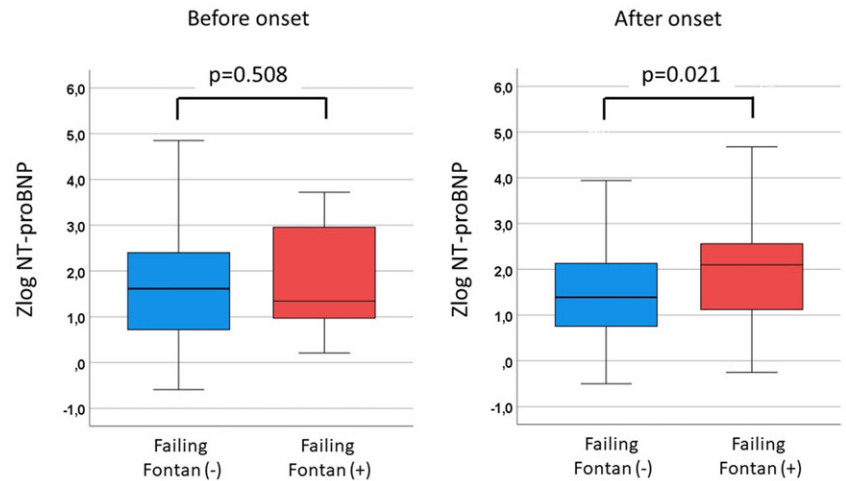 Before onset
After onset
p=0.508
p=0.021
Zlog NT-proBNP
6,0
5,0
4,0
3,0
2,0
1,0
,0
-1,0
Failing
Fontan (-)
Failing
Fontan (+)
Zlog NT-proBNP
6,0
5,0
4,0
3,0
2,0
1,0
,0
-1,0
Failing
Fontan (-)
Failing
Fontan (+)